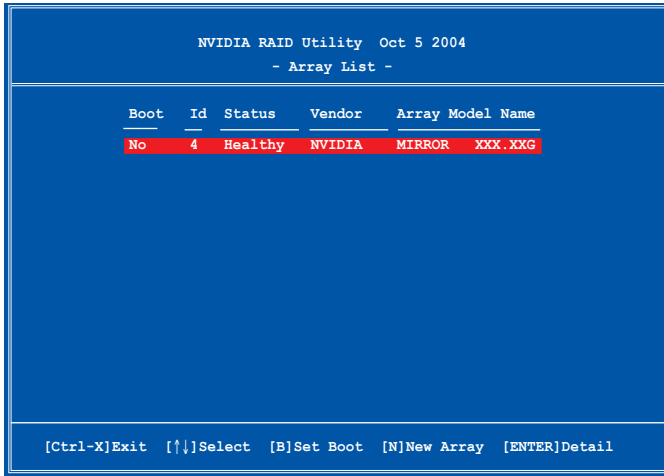 NVIDIA RAID Utility Oct 5 2004
- Array List -
Boot Id Status Vendor Array Model Name
No 4 Healthy NVIDIA MIRROR XXX.XXG
[Ctrl-X]Exit [↑↓]Select [B]Set Boot [N]New Array [ENTER]Detail